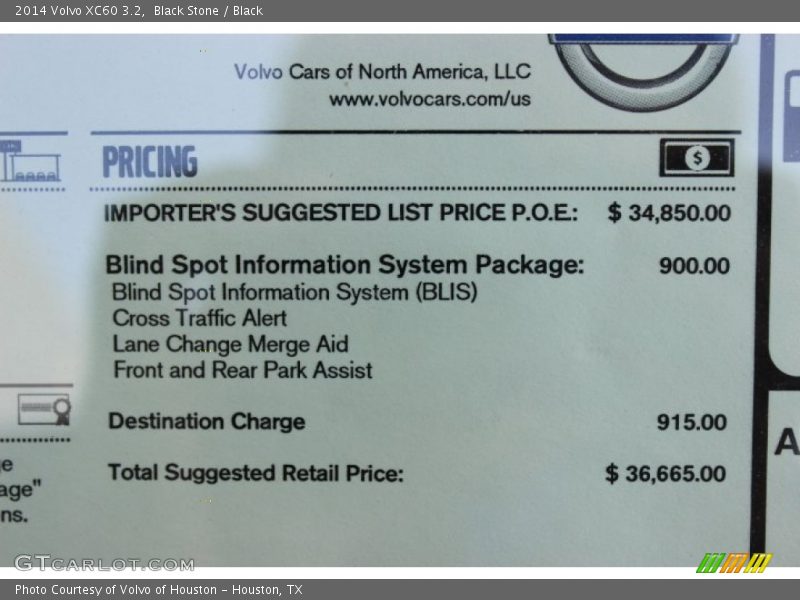 2014 Volvo XC60 3.2,  Black Stone / Black
Volvo Cars of North America, LLC
www.volvocars.com/us
PRICING
$
IMPORTER'S SUGGESTED LIST PRICE P.O.E.: $ 34,850.00
Blind Spot Information System Package: 900.00
Blind Spot Information System (BLIS)
Cross Traffic Alert
Lane Change Merge Aid
Front and Rear Park Assist
Destination Charge 915.00
Total Suggested Retail Price: $ 36,665.00
age"
ns.
A
GTCARLOT.COM
Photo Courtesy of Volvo of Houston - Houston, TX